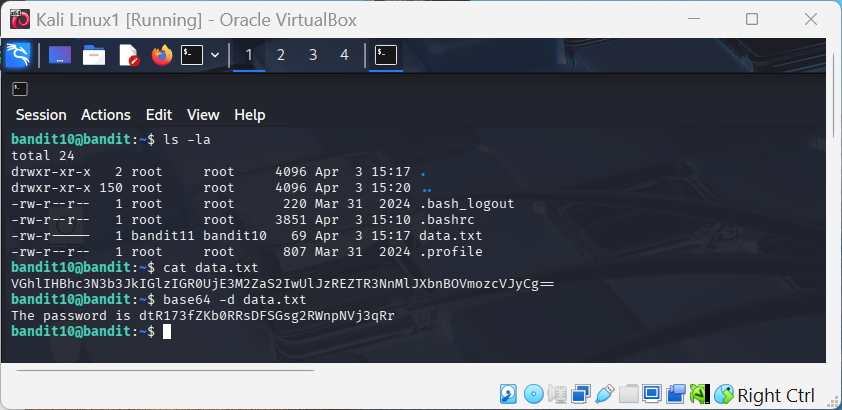 Kali Linux1 [Running] - Oracle VirtualBox
1 2 3 4
Session Actions Edit View Help
bandit10@bandit:~$ ls -la
total 24
drwxr-xr-x   2 root     root     4096 Apr  3 15:17 .
drwxr-xr-x 150 root     root     4096 Apr  3 15:20 ..
-rw-r--r--   1 root     root      220 Mar 31  2024 .bash_logout
-rw-r--r--   1 root     root     3851 Apr  3 15:10 .bashrc
-rw-r-----   1 bandit11 bandit10   69 Apr  3 15:17 data.txt
-rw-r--r--   1 root     root      807 Mar 31  2024 .profile
bandit10@bandit:~$ cat data.txt
VGhlIHBhc3N3b3JkIGlzIGR0UjE3M2ZaS2IwUlJzREZTR3NnMlJXbnBOVmozcVJyCg==
bandit10@bandit:~$ base64 -d data.txt
The password is dtR173fZKb0RRsDFSGsg2RWnpNVj3qRr
bandit10@bandit:~$
Right Ctrl